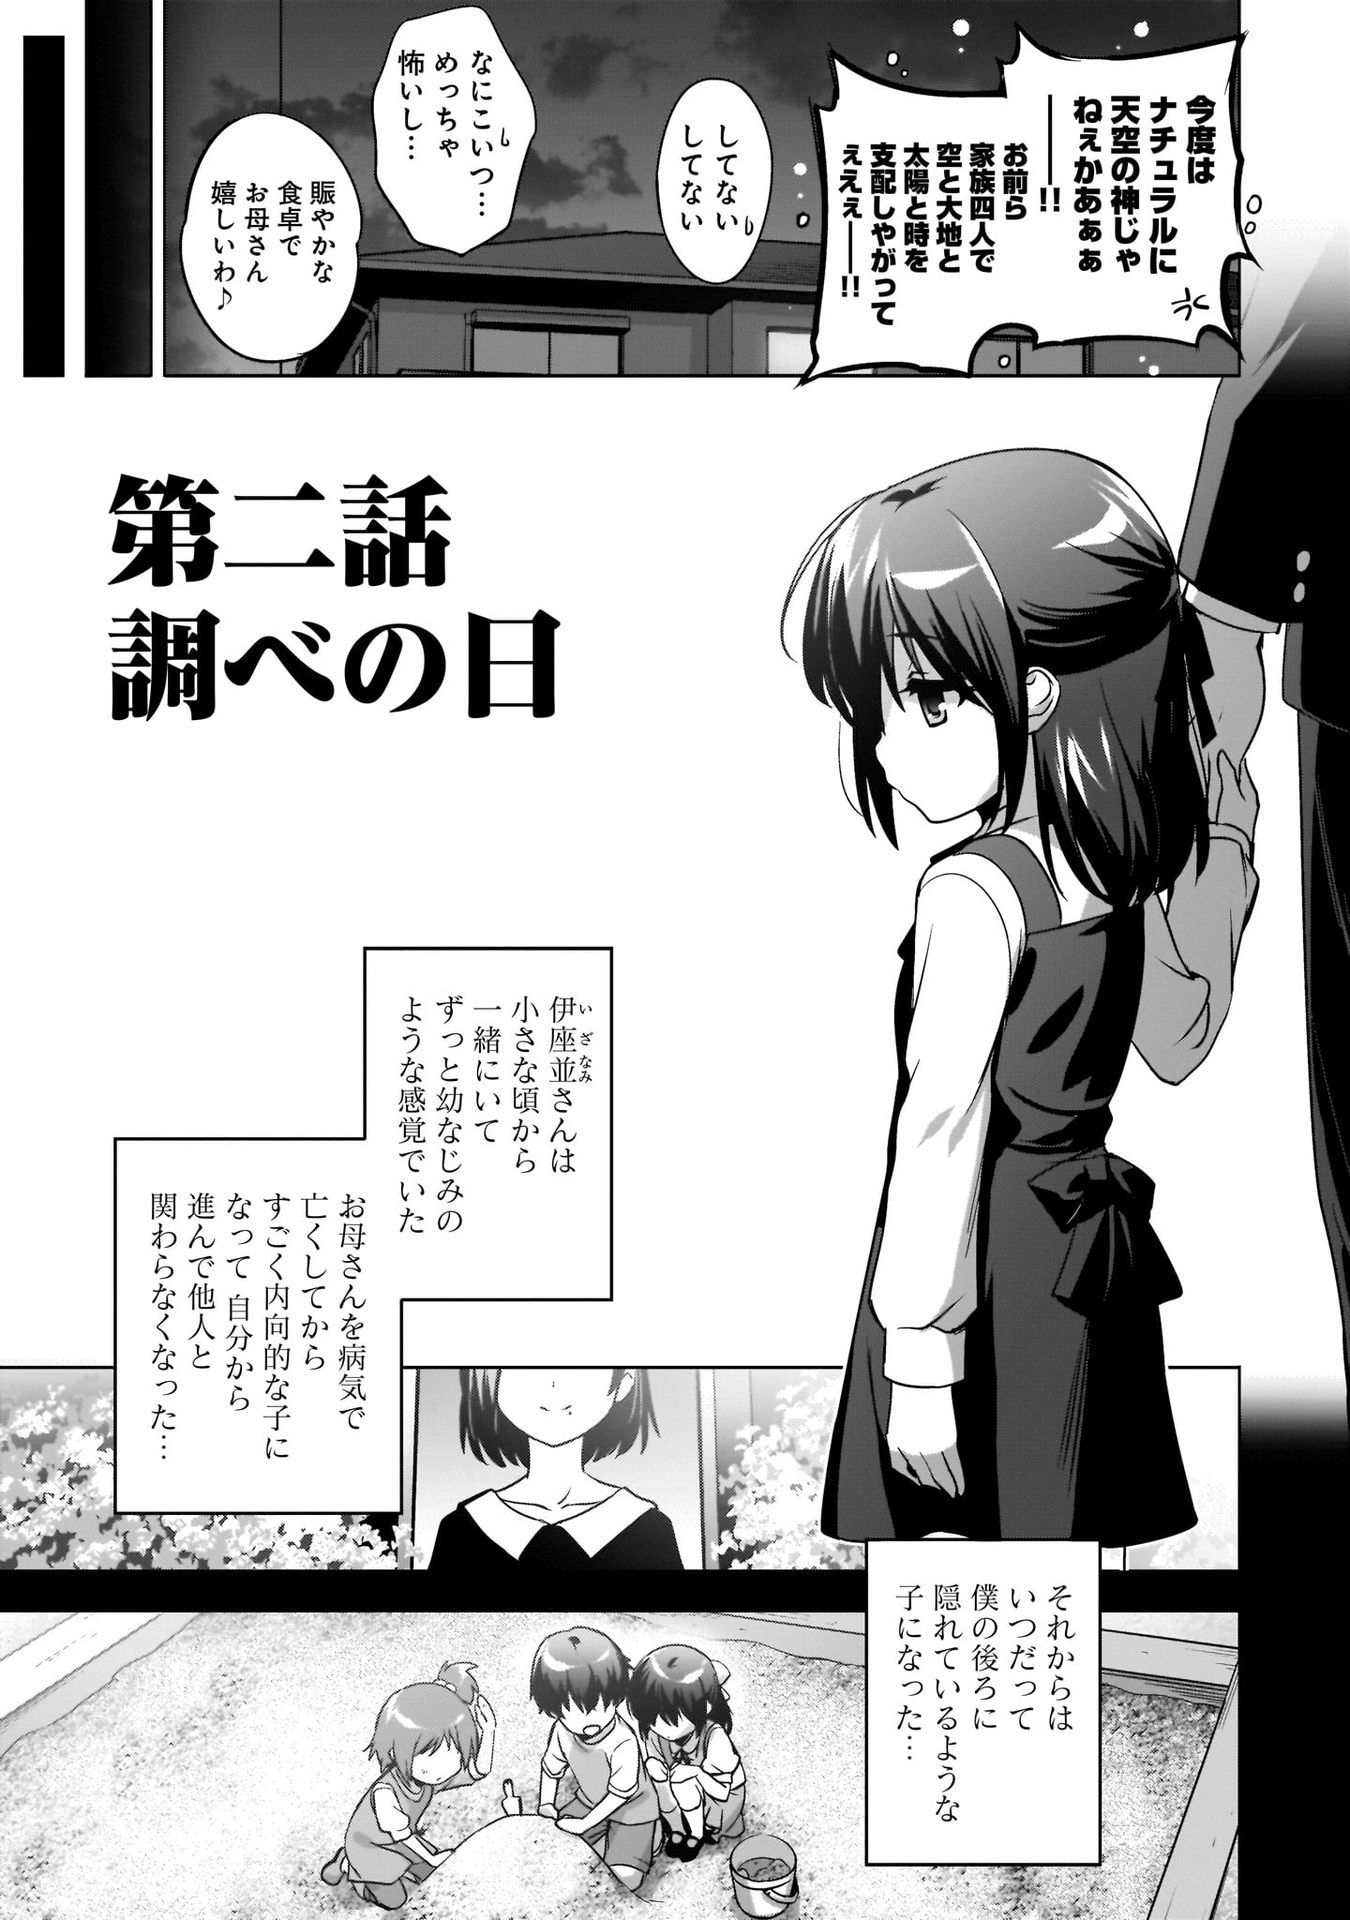 今度は
ナチュラルに
天空の神じゃ
ねぇかあぁぁ
――!!
お前ら
家族四人で
空と大地と
太陽と時を
支配しやがって
ぇえぇ――!!
してない
してない
なにこいつ…
めっちゃ
怖いし…
賑やかな
食卓で
お母さん
嬉しいわ♪
第二話
調べの日
伊座並さんは
いざなみ
小さな頃から
一緒にいて
ずっと幼なじみの
ような感覚でいた
お母さんを病気で
亡くしてから
すごく内向的な子に
なって 自分から
進んで他人と
関わらなくなった…
それからは
いつだって
僕の後ろに
隠れているような
子になった…